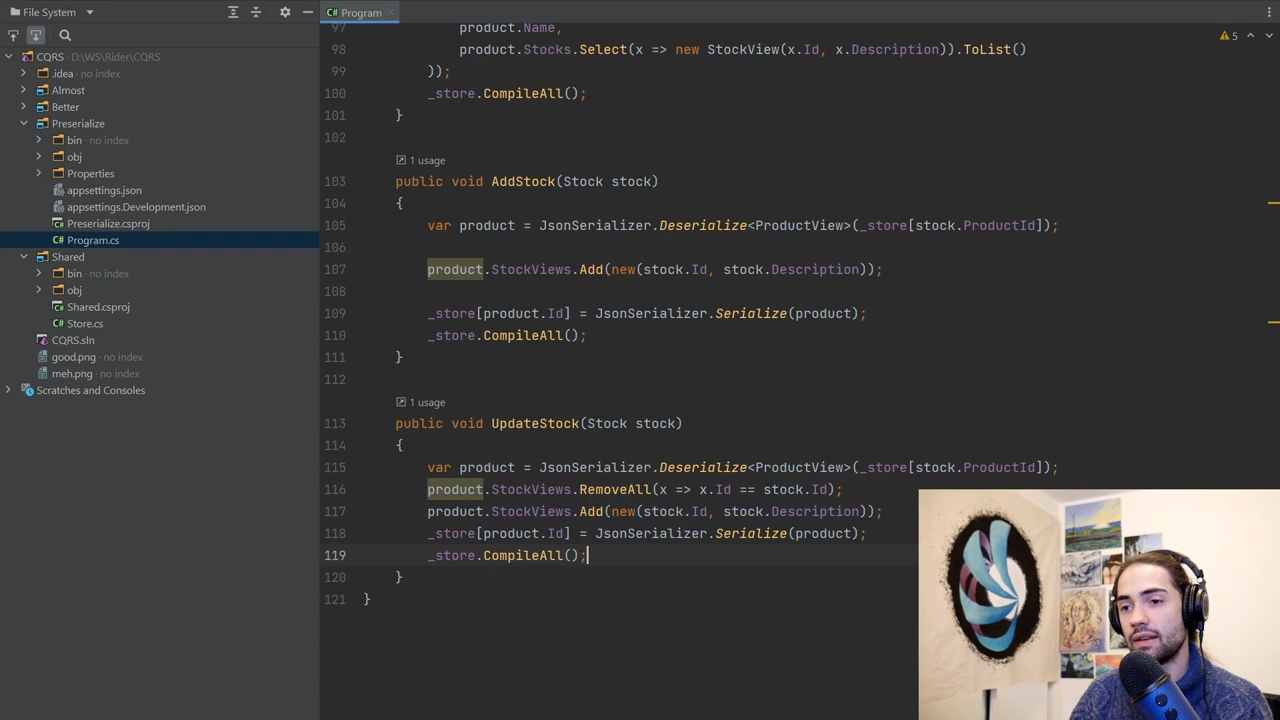 File System
Program
CQRS D:\WS\Rider\CQRS
.idea no index
Almost
Better
Preserialize
bin no index
obj
Properties
appsettings.json
appsettings.Development.json
Preserialize.csproj
Program.cs
Shared
bin no index
obj
Shared.csproj
Store.cs
CQRS.sln
good.png no index
meh.png no index
Scratches and Consoles
5
97 product.Name,
98 product.Stocks.Select(x => new StockView(x.Id, x.Description)).ToList()
99 ));
100 _store.CompileAll();
101 }
102
1 usage
103 public void AddStock(Stock stock)
104 {
105 var product = JsonSerializer.Deserialize<ProductView>(_store[stock.ProductId]);
106
107 product.StockViews.Add(new(stock.Id, stock.Description));
108
109 _store[product.Id] = JsonSerializer.Serialize(product);
110 _store.CompileAll();
111 }
112
1 usage
113 public void UpdateStock(Stock stock)
114 {
115 var product = JsonSerializer.Deserialize<ProductView>(_store[stock.ProductId]);
116 product.StockViews.RemoveAll(x => x.Id == stock.Id);
117 product.StockViews.Add(new(stock.Id, stock.Description));
118 _store[product.Id] = JsonSerializer.Serialize(product);
119 _store.CompileAll();
120 }
121 }